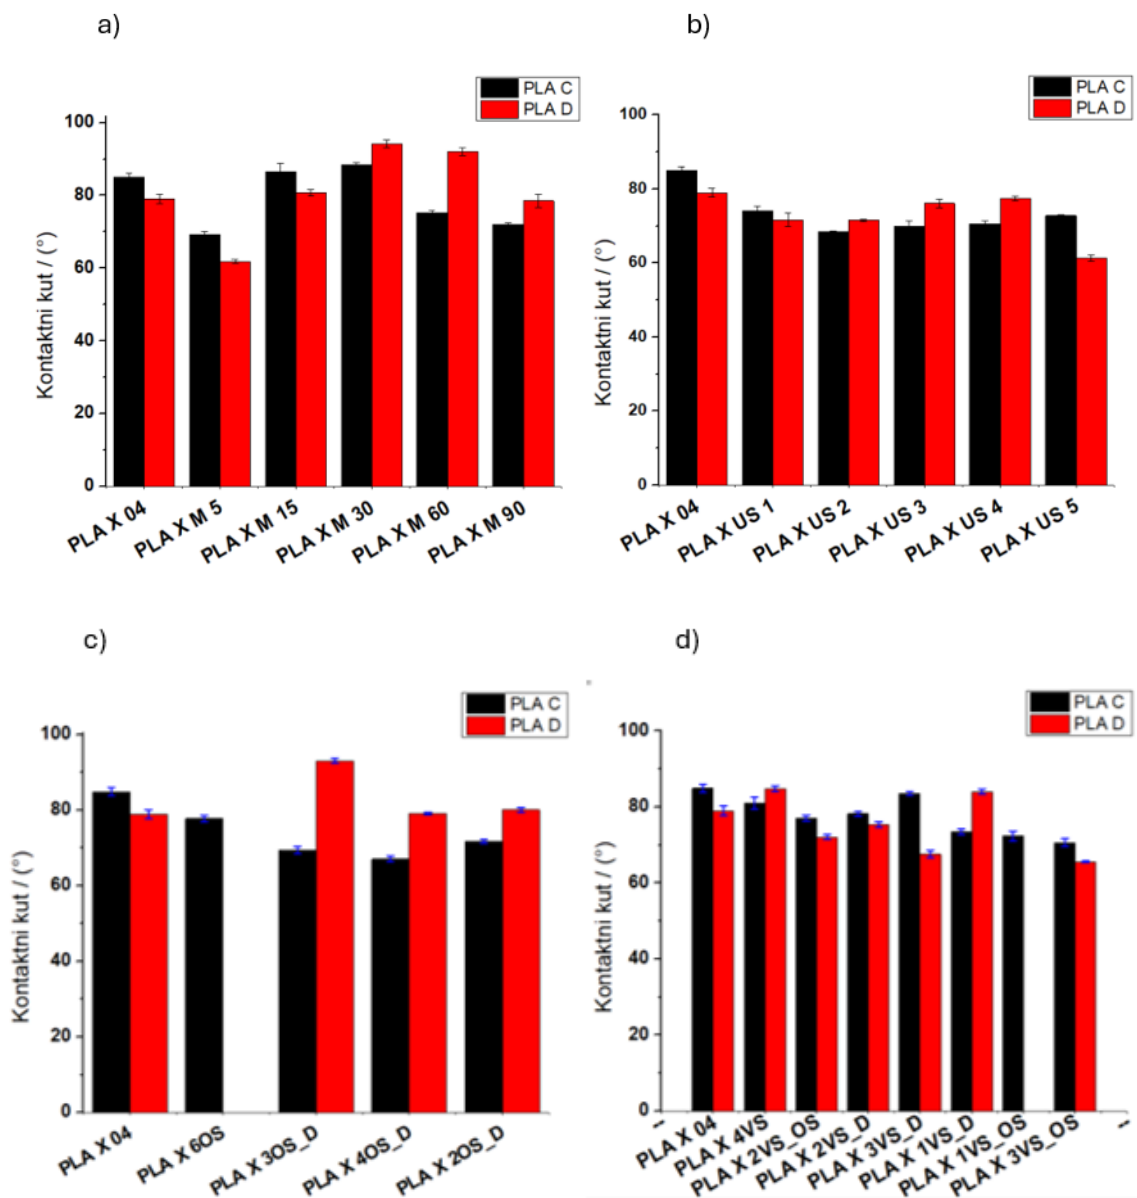 a)
PLA C
PLA D
100
80
60
40
20
0
Kontaktni kut / (°)
PLA X 04
PLA X M 5
PLA X M 15
PLA X M 30
PLA X M 60
PLA X M 90
b)
PLA C
PLA D
100
80
60
40
20
0
Kontaktni kut / (°)
PLA X 04
PLA X US 1
PLA X US 2
PLA X US 3
PLA X US 4
PLA X US 5
c)
PLA C
PLA D
100
80
60
40
20
0
Kontaktni kut / (°)
PLA X 04
PLA X 6OS
PLA X 3OS_D
PLA X 4OS_D
PLA X 2OS_D
d)
PLA C
PLA D
100
80
60
40
20
0
Kontaktni kut / (°)
--
PLA X 04
PLA X 4VS
PLA X 2VS_OS
PLA X 2VS_D
PLA X 3VS_D
PLA X 1VS_D
PLA X 1VS_OS
PLA X 3VS_OS
--